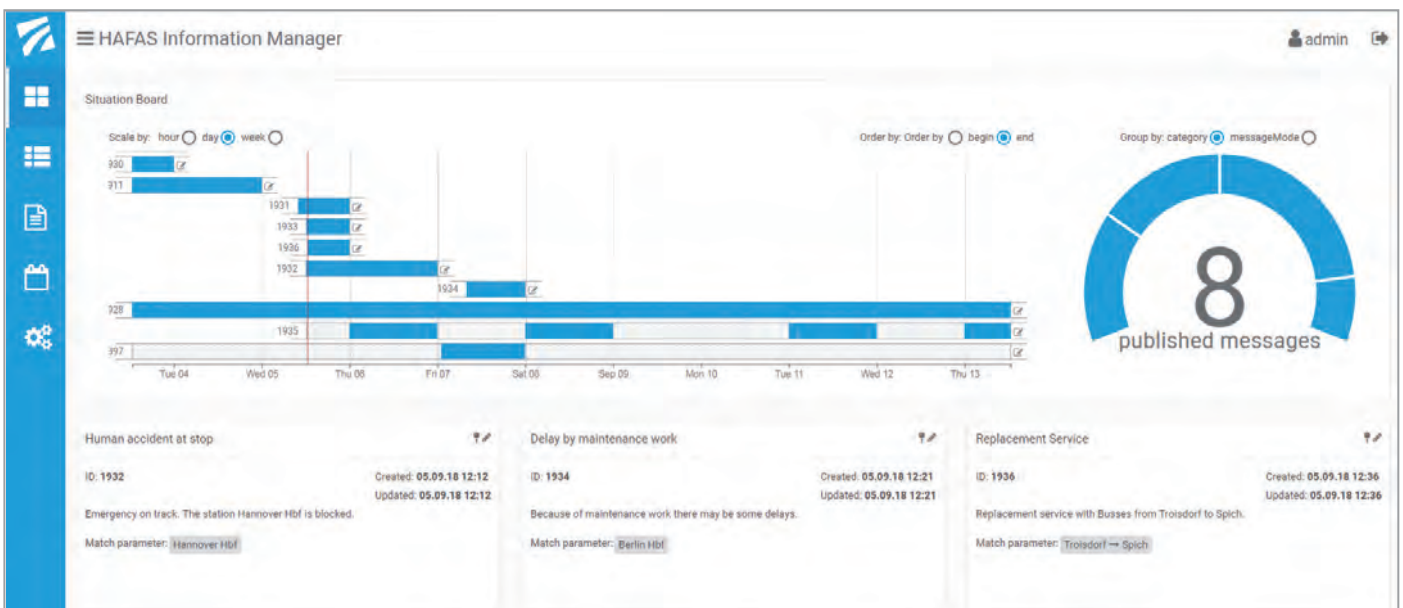 HAFAS Information Manager
admin
Situation Board
Scale by: hour day week
Order by: Order by begin end
Group by: category messageMode
930
911
1931
1933
1936
1932
1934
928
1935
997
Tue 04 Wed 05 Thu 06 Fri 07 Sat 08 Sep 09 Mon 10 Tue 11 Wed 12 Thu 13
8
published messages
Human accident at stop
ID: 1932
Created: 05.09.18 12:12
Updated: 05.09.18 12:12
Emergency on track. The station Hannover Hbf is blocked.
Match parameter: Hannover Hbf
Delay by maintenance work
ID: 1934
Created: 05.09.18 12:21
Updated: 05.09.18 12:21
Because of maintenance work there may be some delays.
Match parameter: Berlin Hbf
Replacement Service
ID: 1936
Created: 05.09.18 12:36
Updated: 05.09.18 12:36
Replacement service with Busses from Troisdorf to Spich.
Match parameter: Troisdorf → Spich